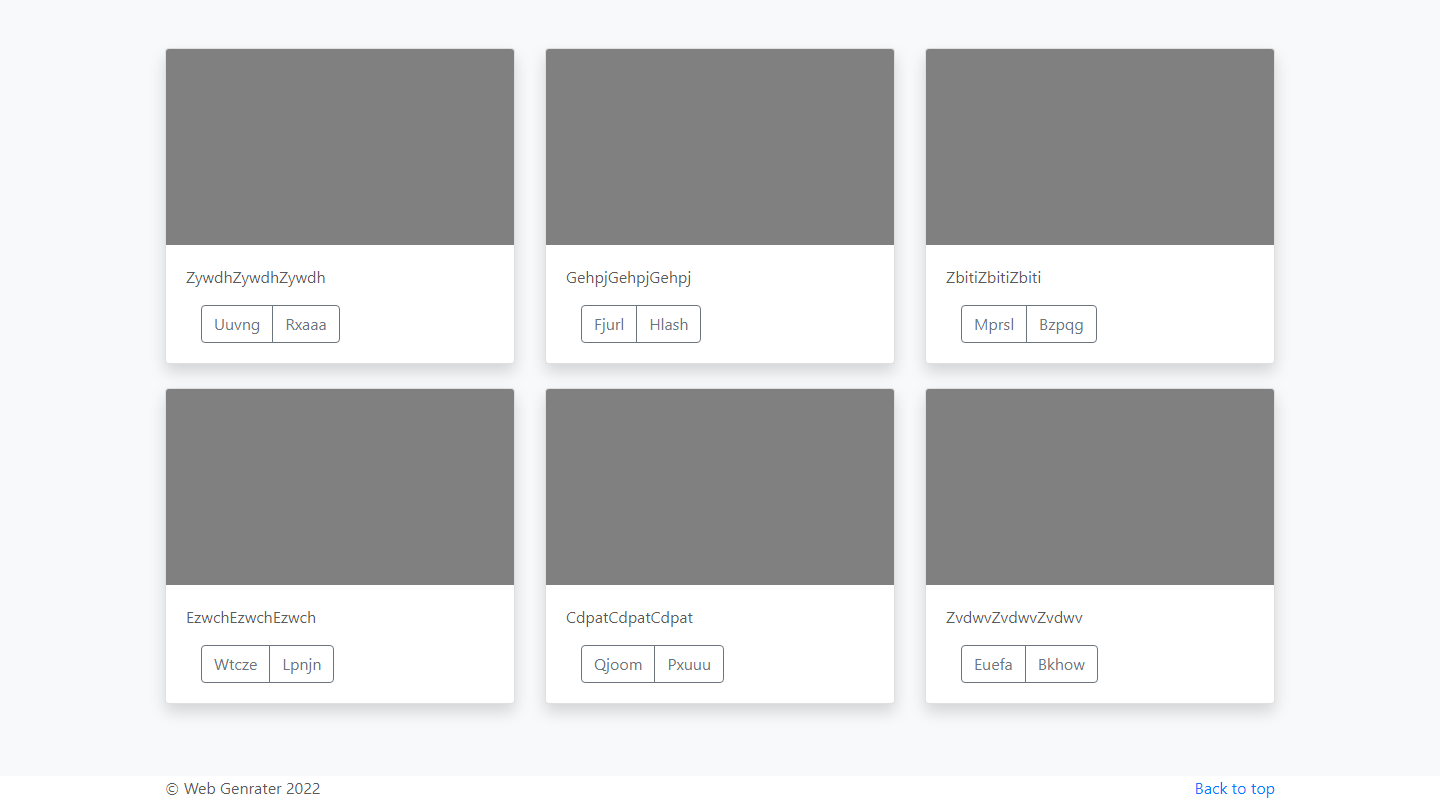 ZywdhZywdhZywdh
Uuvng Rxaaa
GehpjGehpjGehpj
Fjurl Hlash
ZbitiZbitiZbiti
Mprsl Bzpqg
EzwchEzwchEzwch
Wtcze Lpnjn
CdpatCdpatCdpat
Qjoom Pxuuu
ZvdwvZvdwvZvdwv
Euefa Bkhow
© Web Genrater 2022
Back to top